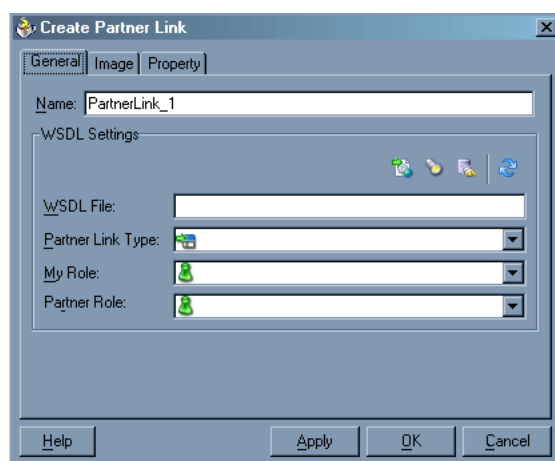 Create Partner Link
General Image Property
Name: PartnerLink_1
WSDL Settings
WSDL File:
Partner Link Type:
My Role:
Partner Role:
Help Apply OK Cancel